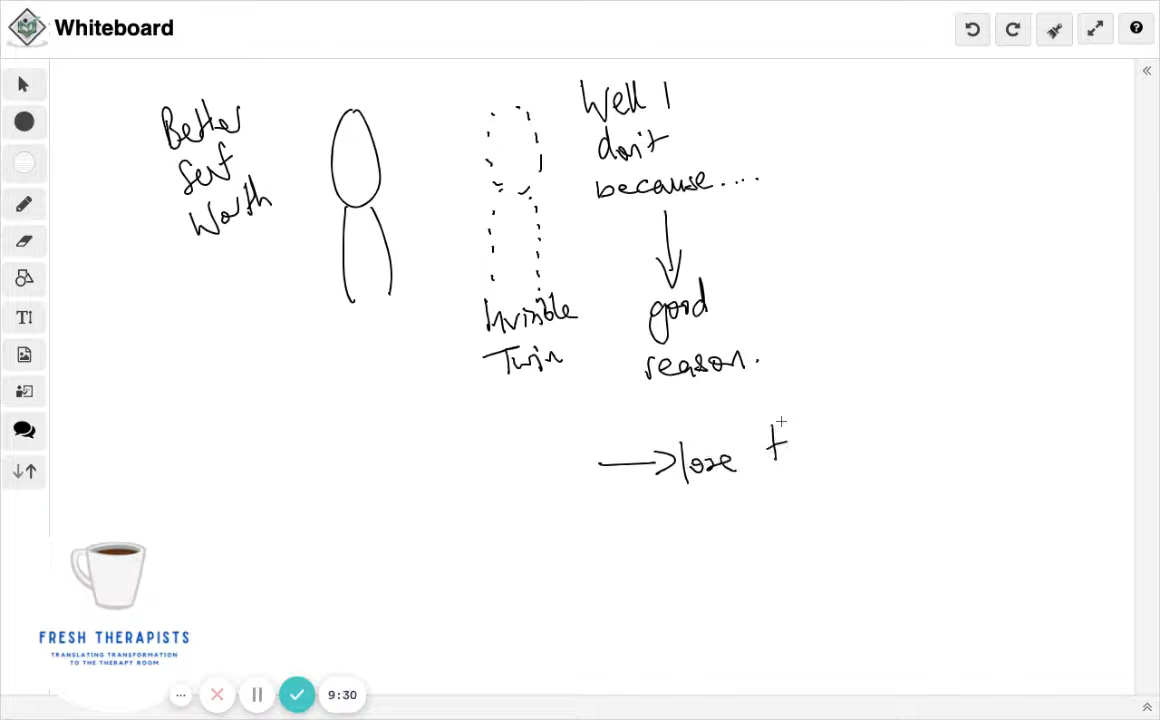 Whiteboard
Better
Self
Worth
Well I
don't
because....
good
reason.
Invisible
Twin
lose t
FRESH THERAPISTS
TRANSLATING TRANSFORMATION
TO THE THERAPY ROOM
9:30